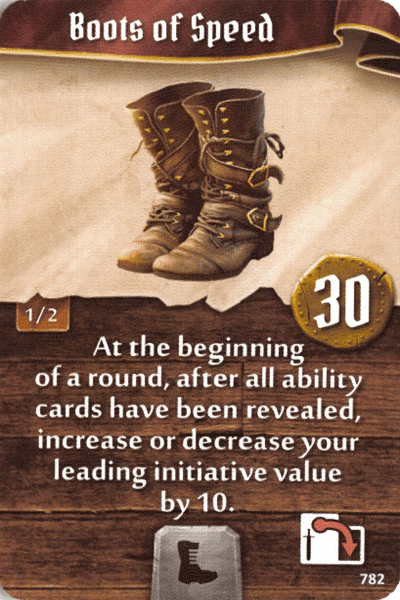 Boots of Speed
30
1/2
At the beginning
of a round, after all ability
cards have been revealed,
increase or decrease your
leading initiative value
by 10.
782